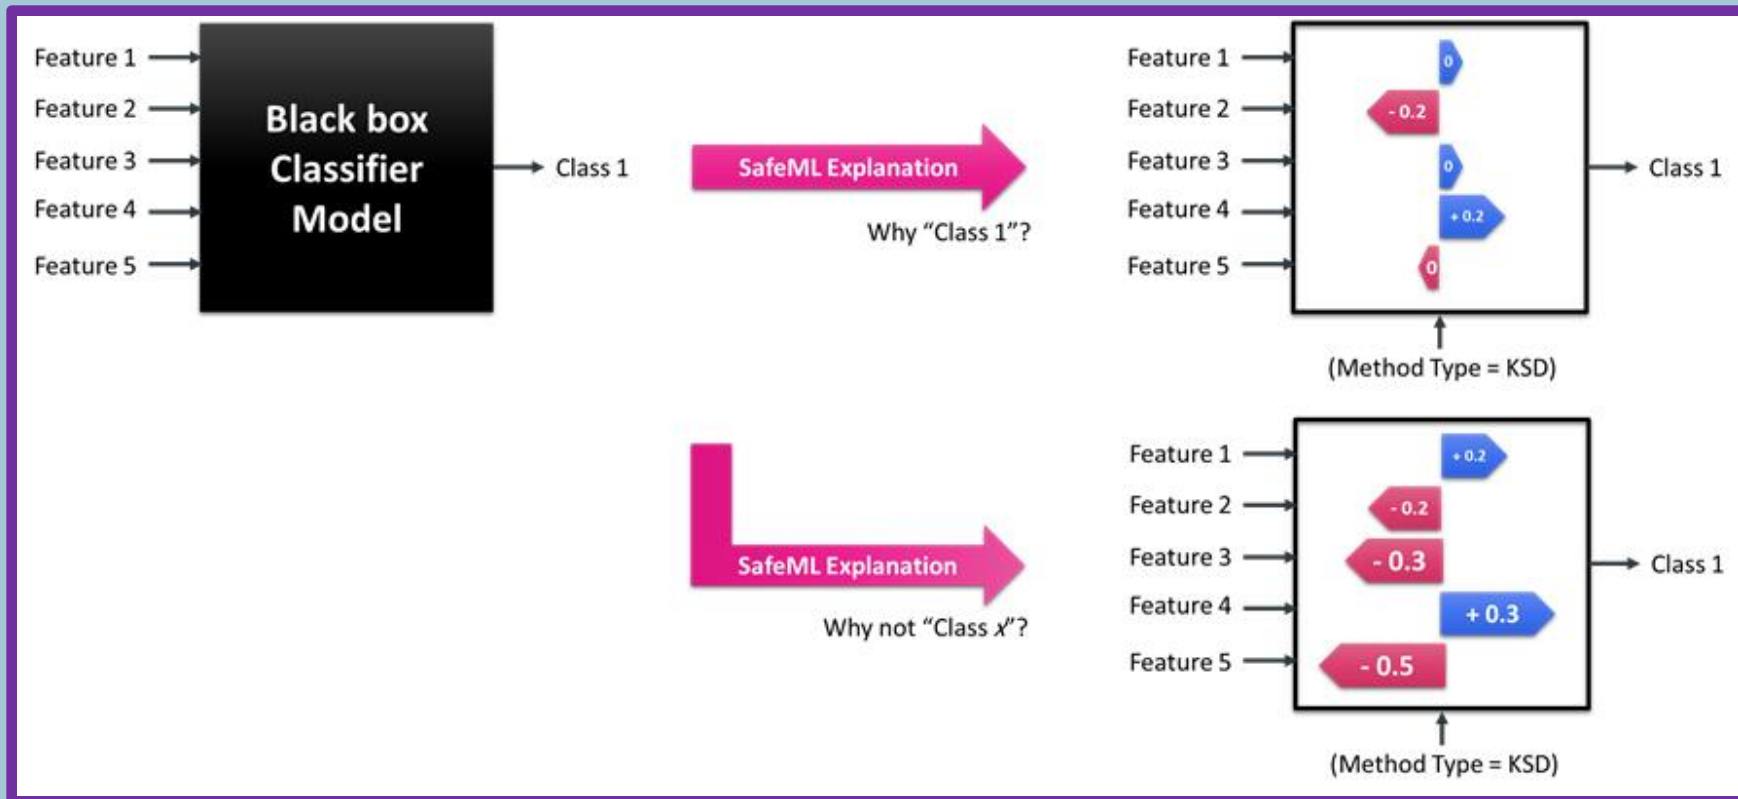 Feature 1
Feature 2
Feature 3
Feature 4
Feature 5
Black box
Classifier
Model
Class 1
SafeML Explanation
Why “Class 1”?
Feature 1
Feature 2
Feature 3
Feature 4
Feature 5
0
- 0.2
0
+ 0.2
0
Class 1
(Method Type = KSD)
SafeML Explanation
Why not “Class x”?
Feature 1
Feature 2
Feature 3
Feature 4
Feature 5
+ 0.2
- 0.2
- 0.3
+ 0.3
- 0.5
Class 1
(Method Type = KSD)